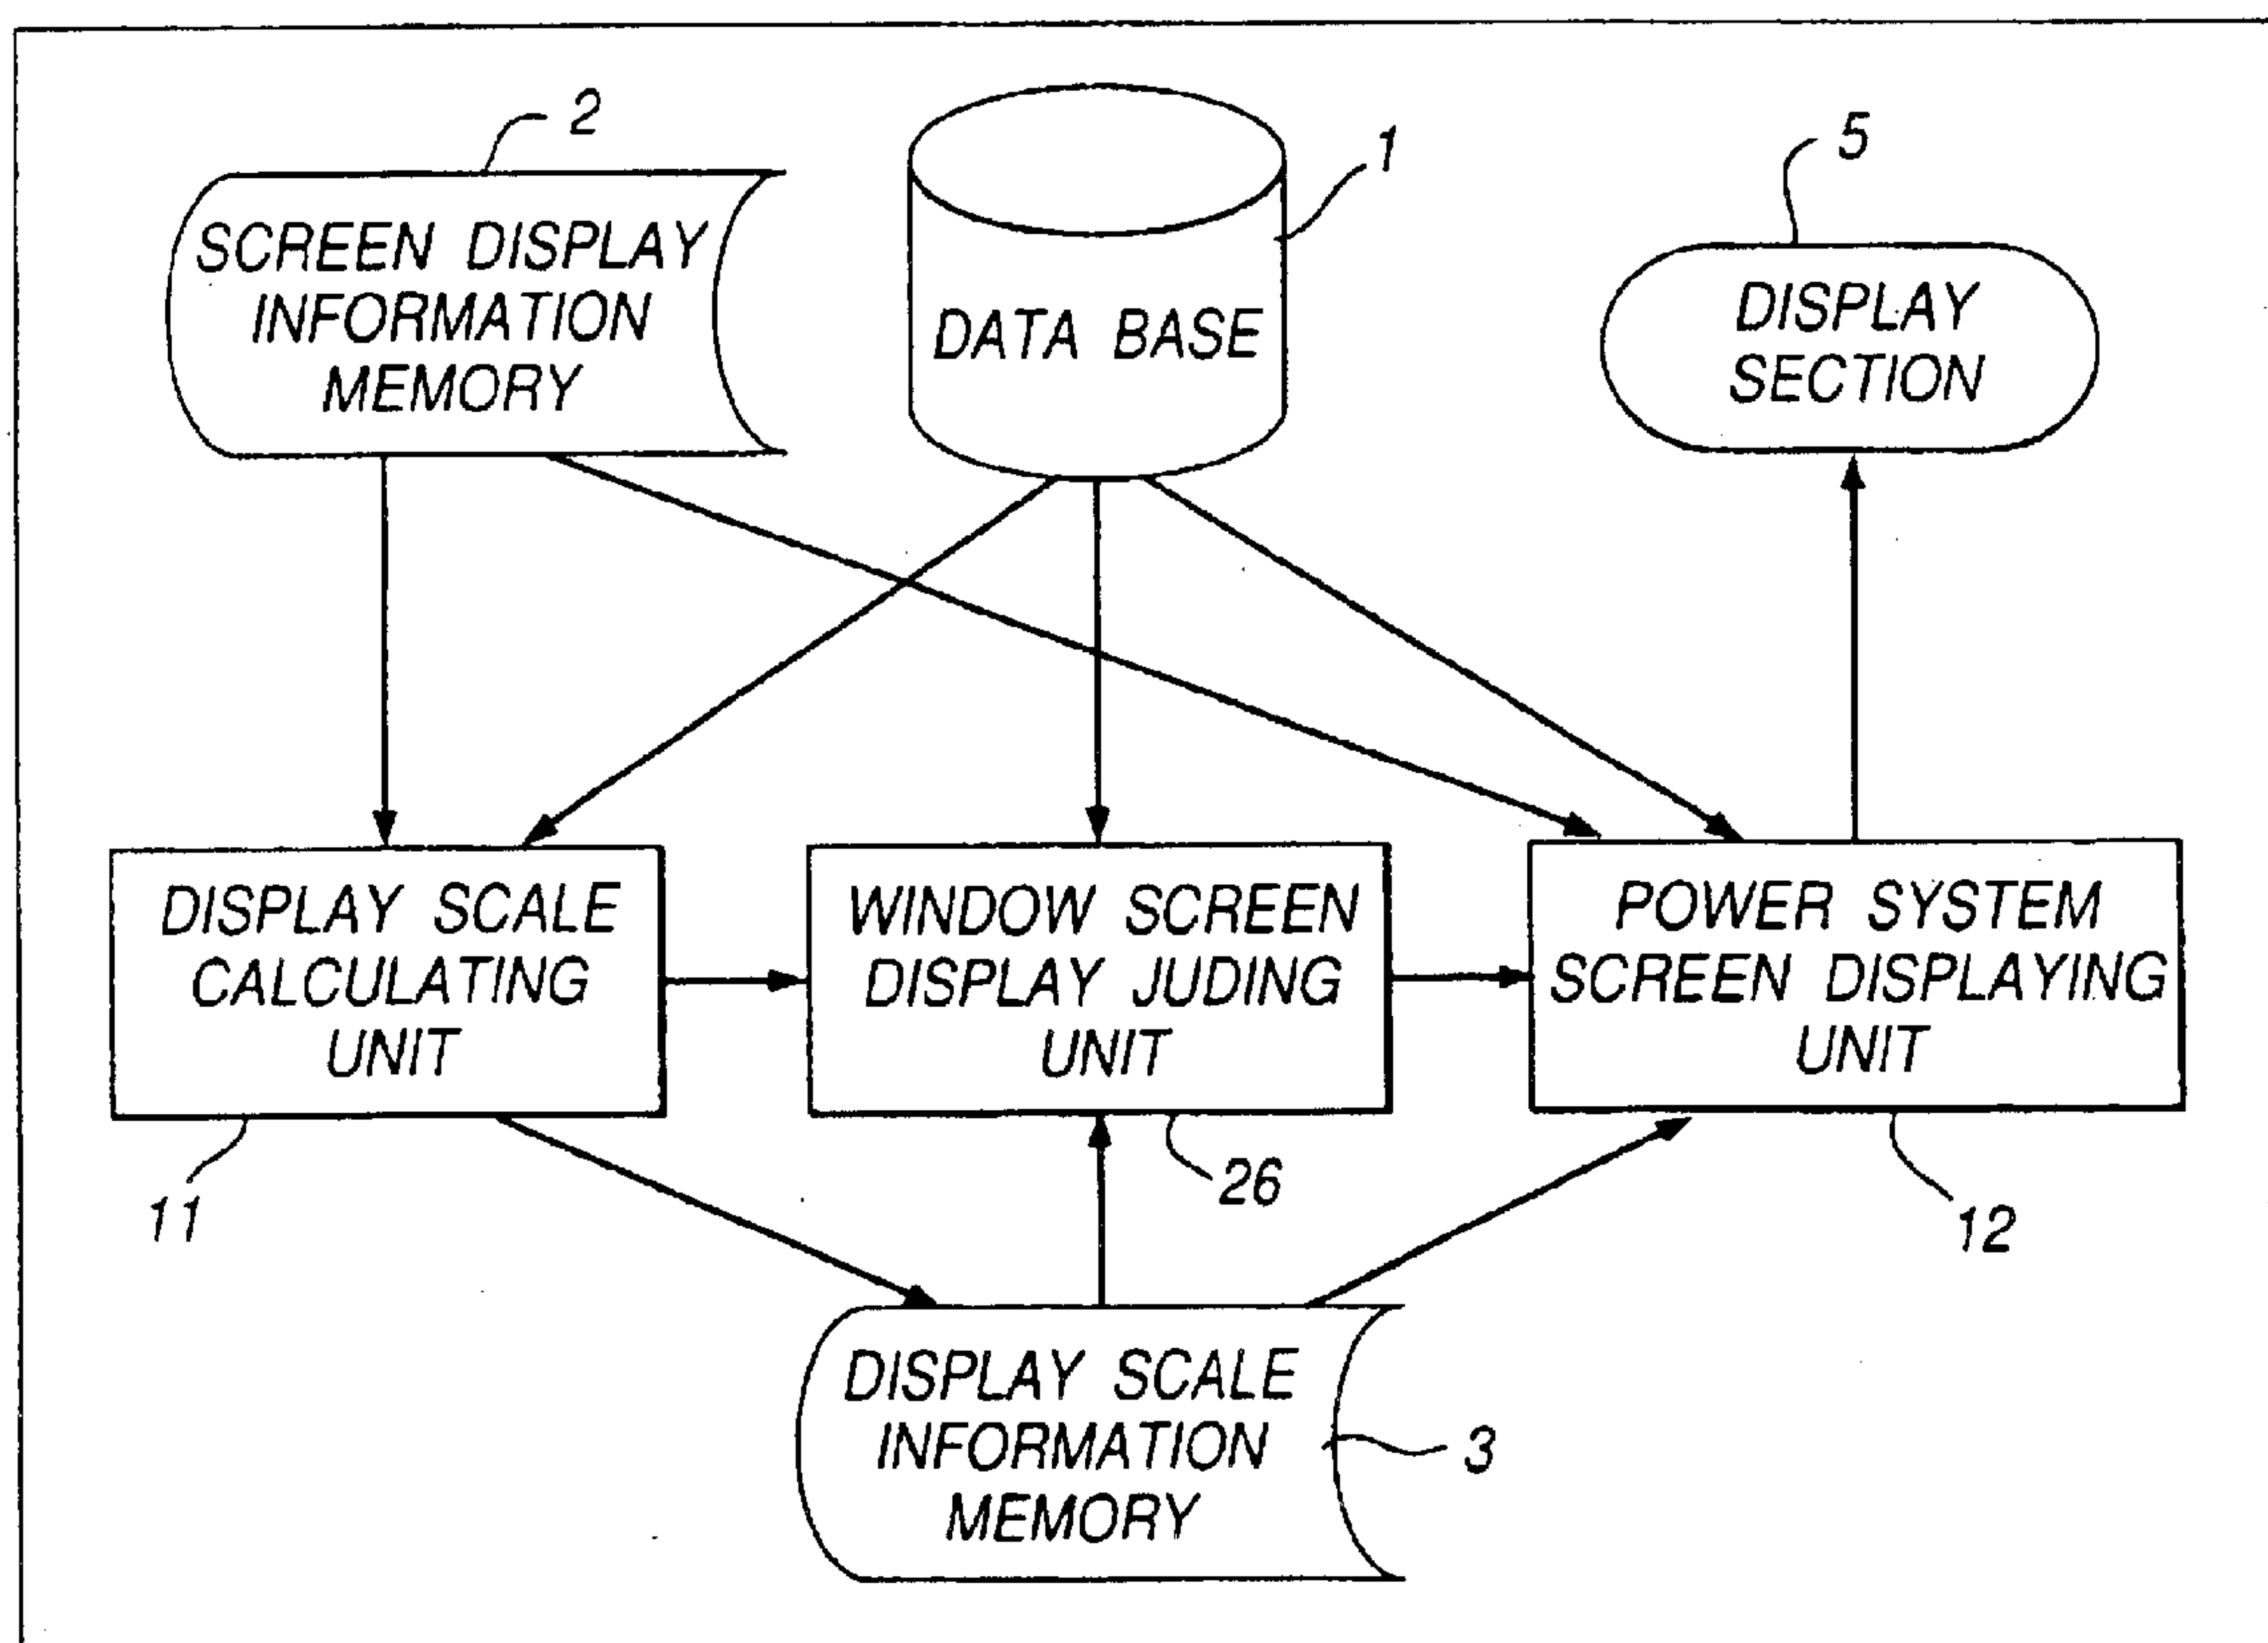 2
SCREEN DISPLAY
INFORMATION
MEMORY
1
DATA BASE
5
DISPLAY
SECTION
DISPLAY SCALE
CALCULATING
UNIT
11
WINDOW SCREEN
DISPLAY JUDING
UNIT
26
POWER SYSTEM
SCREEN DISPLAYING
UNIT
12
DISPLAY SCALE
INFORMATION
MEMORY
3